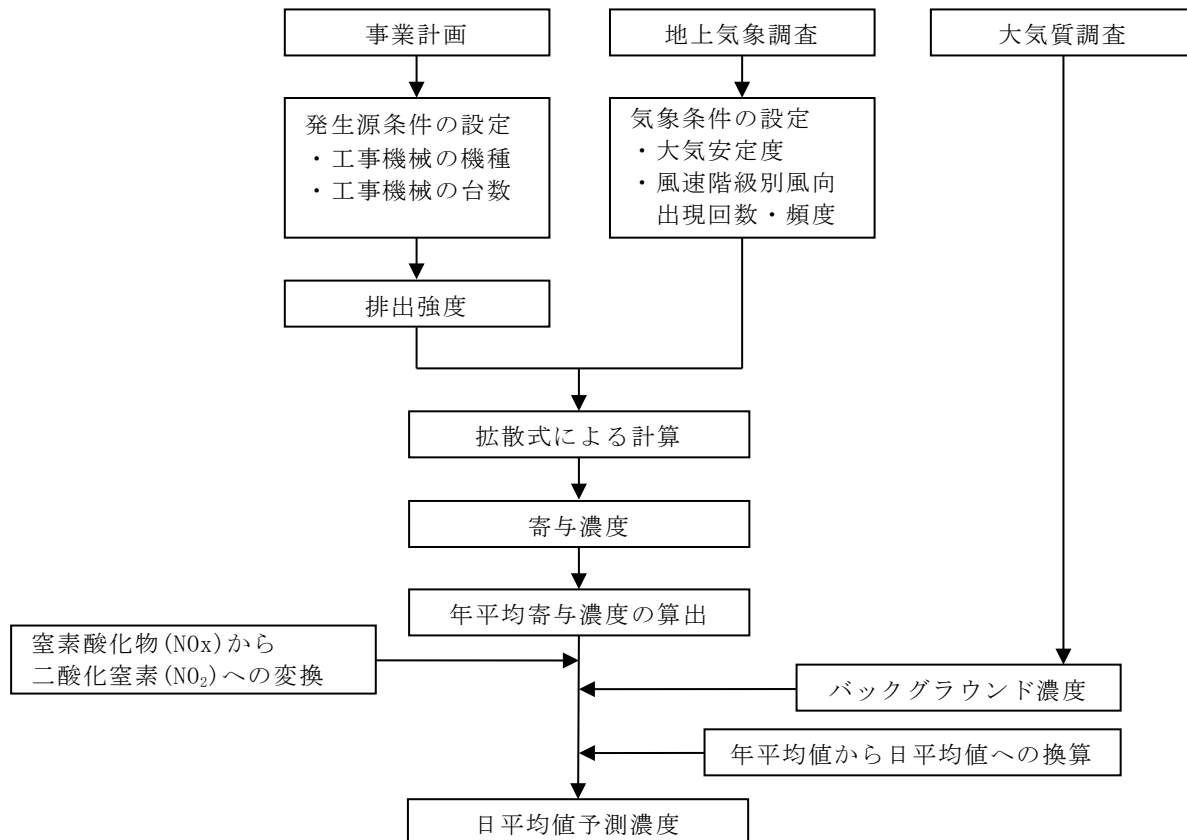 事業計画
地上気象調査
大気質調査
発生源条件の設定
・工事機械の機種
・工事機械の台数
気象条件の設定
・大気安定度
・風速階級別風向
出現回数・頻度
排出強度
拡散式による計算
寄与濃度
年平均寄与濃度の算出
窒素酸化物(NOx)から
二酸化窒素(NO₂)への変換
バックグラウンド濃度
年平均値から日平均値への換算
日平均値予測濃度